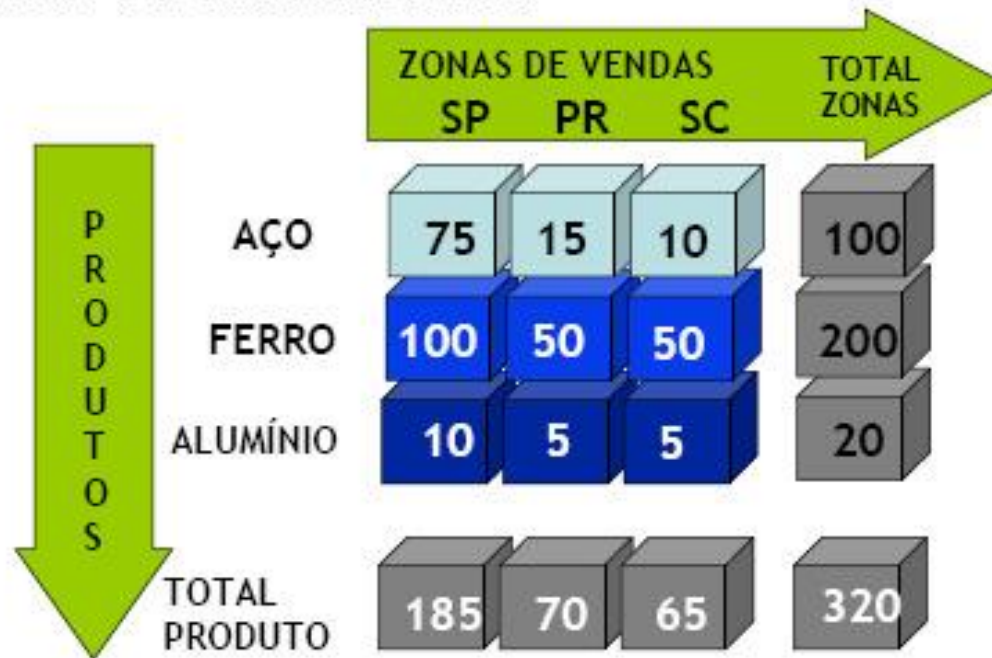 ZONAS DE VENDAS
TOTAL
ZONAS
SP PR SC
PRODUTOS
AÇO 75 15 10 100
FERRO 100 50 50 200
ALUMÍNIO 10 5 5 20
TOTAL
PRODUTO
185 70 65 320